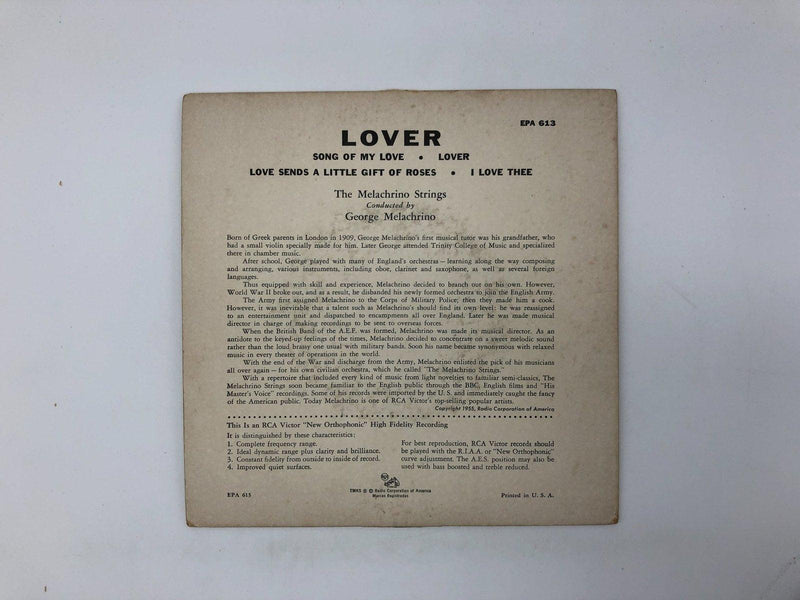 EPA 613
LOVER
SONG OF MY LOVE • LOVER
LOVE SENDS A LITTLE GIFT OF ROSES • I LOVE THEE
The Melachrino Strings
Conducted by
George Melachrino
Born of Greek parents in London in 1909, George Melachrino's first musical tutor was his grandfather, who
had a small violin specially made for him. Later George attended Trinity College of Music and specialized
there in chamber music.
After school, George played with many of England's orchestras — learning along the way composing
and arranging, various instruments, including oboe, clarinet and saxophone, as well as several foreign
languages.
Thus equipped with skill and experience, Melachrino decided to branch out on his own. However,
World War II broke out, and as a result, he disbanded his newly formed orchestra to join the English Army.
The Army first assigned Melachrino to the Corps of Military Police; then they made him a cook.
However, it was inevitable that a talent such as Melachrino's should find its own level: he was reassigned
to an entertainment unit and dispatched to encampments all over England. Later he was made musical
director in charge of making recordings to be sent to overseas forces.
When the British Band of the A.E.F. was formed, Melachrino was made its musical director. As an
antidote to the keyed-up feelings of the times, Melachrino decided to concentrate on a sweet melodic sound
rather than the loud brassy one usual with military bands. Soon his name became synonymous with relaxed
music in every theater of operations in the world.
With the end of the War and discharge from the Army, Melachrino enlisted the pick of his musicians
all over again — for his own civilian orchestra, which he called "The Melachrino Strings."
With a repertoire that included every kind of music from light novelties to familiar semi-classics, The
Melachrino Strings soon became familiar to the English public through the BBC, English films and "His
Master's Voice" recordings. Some of his records were imported by the U. S. and immediately caught the fancy
of the American public. Today Melachrino is one of RCA Victor's top-selling popular artists.
Copyright 1955, Radio Corporation of America
This Is an RCA Victor "New Orthophonic" High Fidelity Recording
It is distinguished by these characteristics:
1. Complete frequency range.
2. Ideal dynamic range plus clarity and brilliance.
3. Constant fidelity from outside to inside of record.
4. Improved quiet surfaces.
For best reproduction, RCA Victor records should
be played with the R.I.A.A. or "New Orthophonic"
curve adjustment. The A.E.S. position may also be
used with bass boosted and treble reduced.
TMKS ® © Radio Corporation of America
Marcas Registradas
EPA 613
Printed in U. S. A.